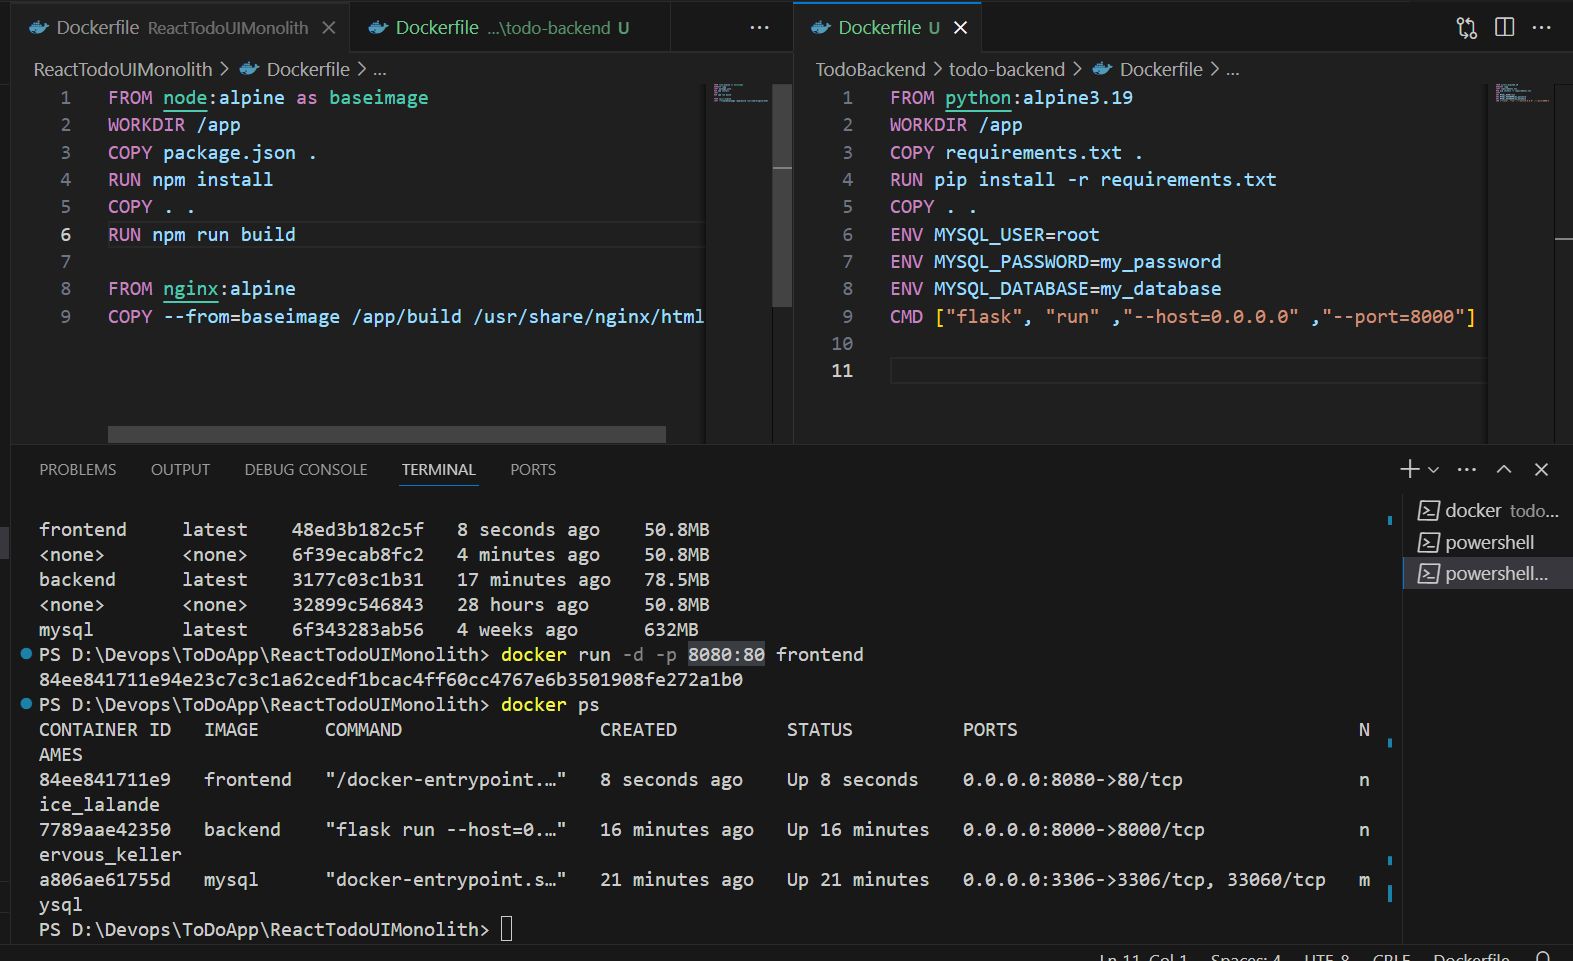 Dockerfile ReactTodoUIMonolith
Dockerfile ...\todo-backend U
ReactTodoUIMonolith > Dockerfile > ...
1 FROM node:alpine as baseimage
2 WORKDIR /app
3 COPY package.json .
4 RUN npm install
5 COPY . .
6 RUN npm run build
7
8 FROM nginx:alpine
9 COPY --from=baseimage /app/build /usr/share/nginx/html
Dockerfile U
TodoBackend > todo-backend > Dockerfile > ...
1 FROM python:alpine3.19
2 WORKDIR /app
3 COPY requirements.txt .
4 RUN pip install -r requirements.txt
5 COPY . .
6 ENV MYSQL_USER=root
7 ENV MYSQL_PASSWORD=my_password
8 ENV MYSQL_DATABASE=my_database
9 CMD ["flask", "run" ,"--host=0.0.0.0" ,"--port=8000"]
10
11
PROBLEMS OUTPUT DEBUG CONSOLE TERMINAL PORTS
frontend latest 48ed3b182c5f 8 seconds ago 50.8MB
<none> <none> 6f39ecab8fc2 4 minutes ago 50.8MB
backend latest 3177c03c1b31 17 minutes ago 78.5MB
<none> <none> 32899c546843 28 hours ago 50.8MB
mysql latest 6f343283ab56 4 weeks ago 632MB
PS D:\Devops\ToDoApp\ReactTodoUIMonolith> docker run -d -p 8080:80 frontend
84ee841711e94e23c7c3c1a62cedf1bcac4ff60cc4767e6b3501908fe272a1b0
PS D:\Devops\ToDoApp\ReactTodoUIMonolith> docker ps
CONTAINER ID IMAGE COMMAND CREATED STATUS PORTS N
AMES
84ee841711e9 frontend "/docker-entrypoint.…" 8 seconds ago Up 8 seconds 0.0.0.0:8080->80/tcp n
ice_lalande
7789aae42350 backend "flask run --host=0.…" 16 minutes ago Up 16 minutes 0.0.0.0:8000->8000/tcp n
ervous_keller
a806ae61755d mysql "docker-entrypoint.s…" 21 minutes ago Up 21 minutes 0.0.0.0:3306->3306/tcp, 33060/tcp m
ysql
PS D:\Devops\ToDoApp\ReactTodoUIMonolith>
docker todo...
powershell
powershell...
Ln 11, Col 1 Spaces: 4 UTF-8 CRLF Dockerfile